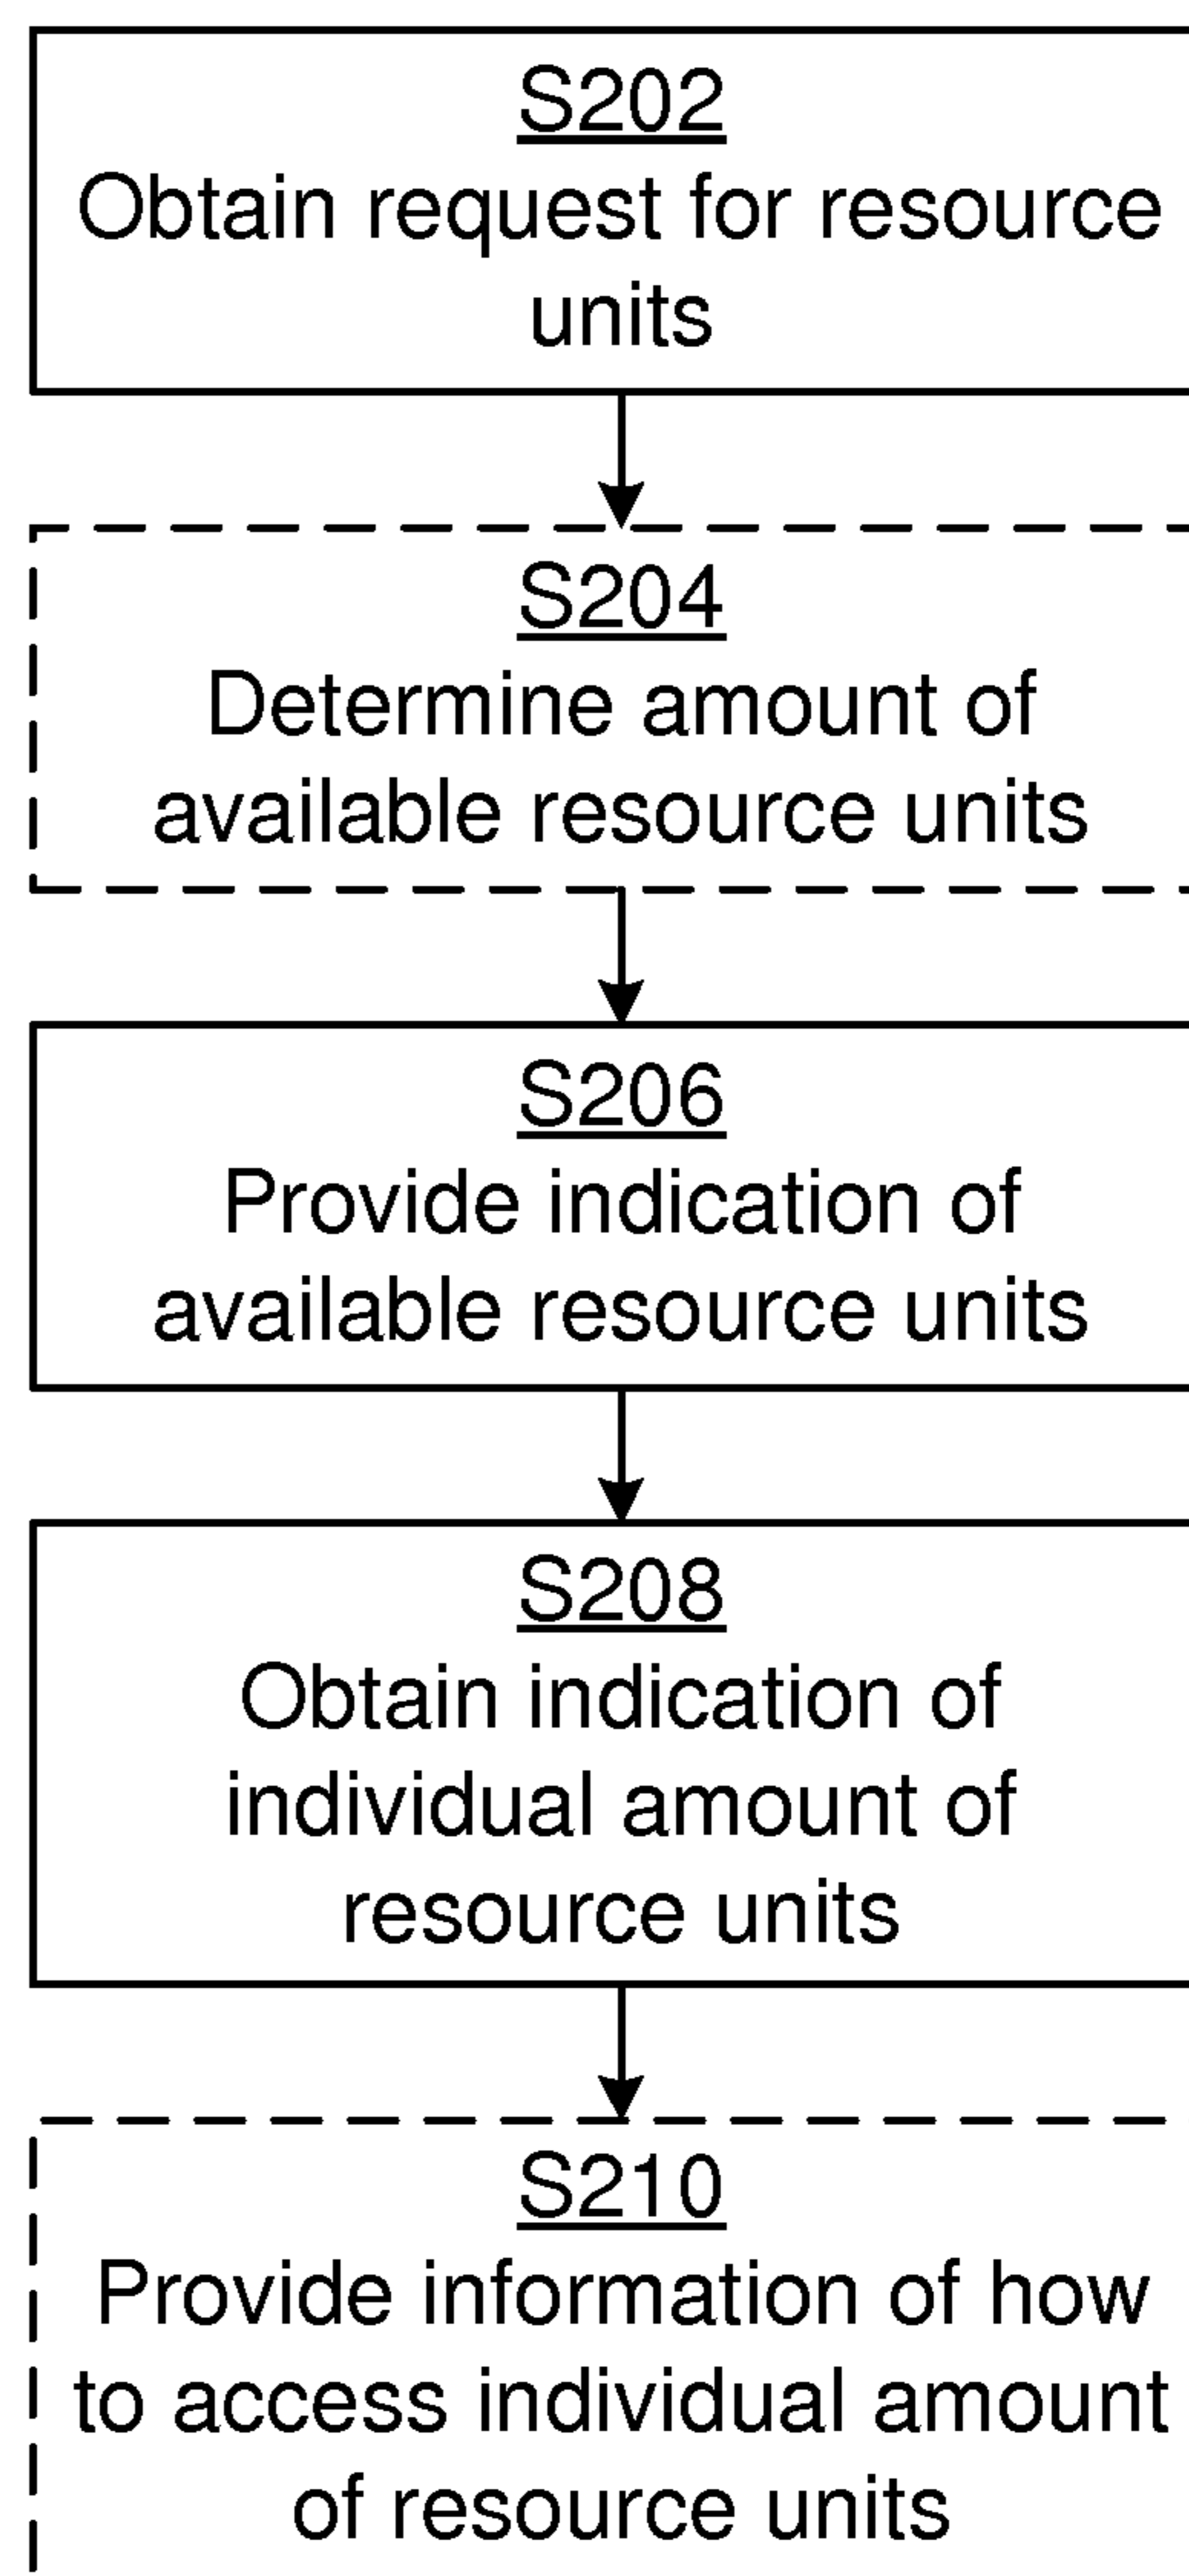 S202
Obtain request for resource
units
S204
Determine amount of
available resource units
S206
Provide indication of
available resource units
S208
Obtain indication of
individual amount of
resource units
S210
Provide information of how
to access individual amount
of resource units